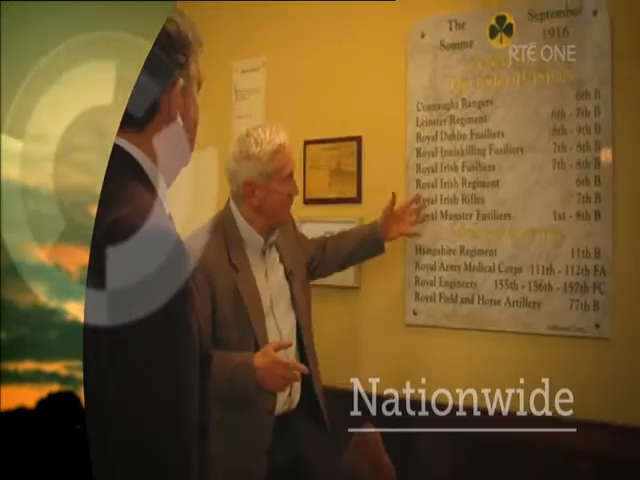 The September
Somme 1916
RTÉ ONE
Connaught Rangers 6th B
Leinster Regiment 6th - 7th B
Royal Dublin Fusiliers 8th - 9th B
Royal Inniskilling Fusiliers 7th - 8th B
Royal Irish Fusiliers 7th - 8th B
Royal Irish Regiment 6th B
Royal Irish Rifles 7th B
Royal Munster Fusiliers 1st - 8th B
Hampshire Regiment 11th B
Royal Army Medical Corps - 111th - 112th FA
Royal Engineers 155th - 156th - 157th FC
Royal Field and Horse Artillery 77th B
Nationwide